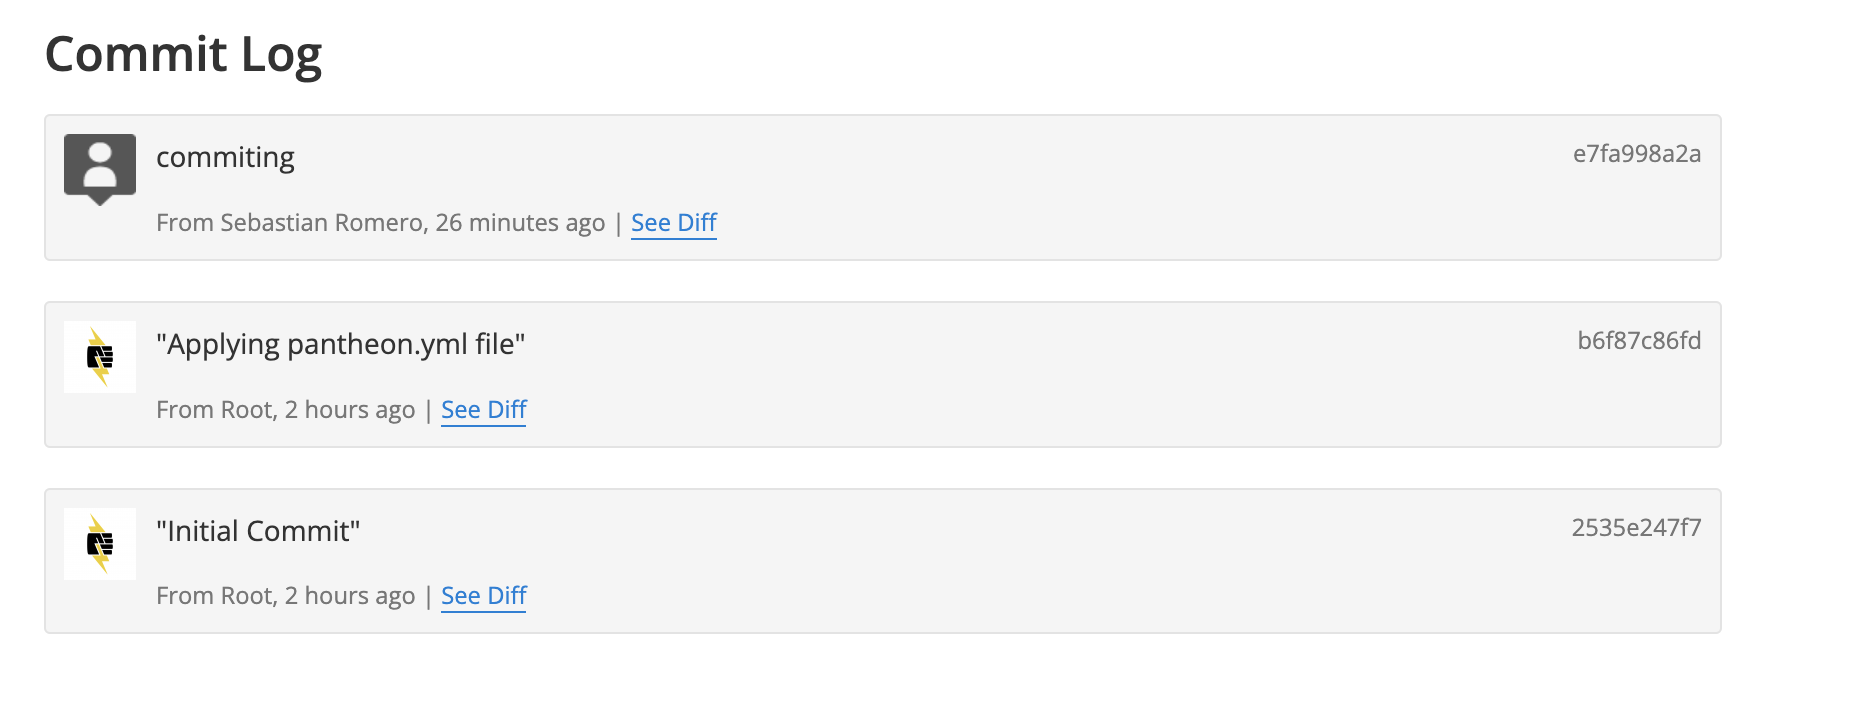 Commit Log
commiting
e7fa998a2a
From Sebastian Romero, 26 minutes ago | See Diff
"Applying pantheon.yml file"
b6f87c86fd
From Root, 2 hours ago | See Diff
"Initial Commit"
2535e247f7
From Root, 2 hours ago | See Diff